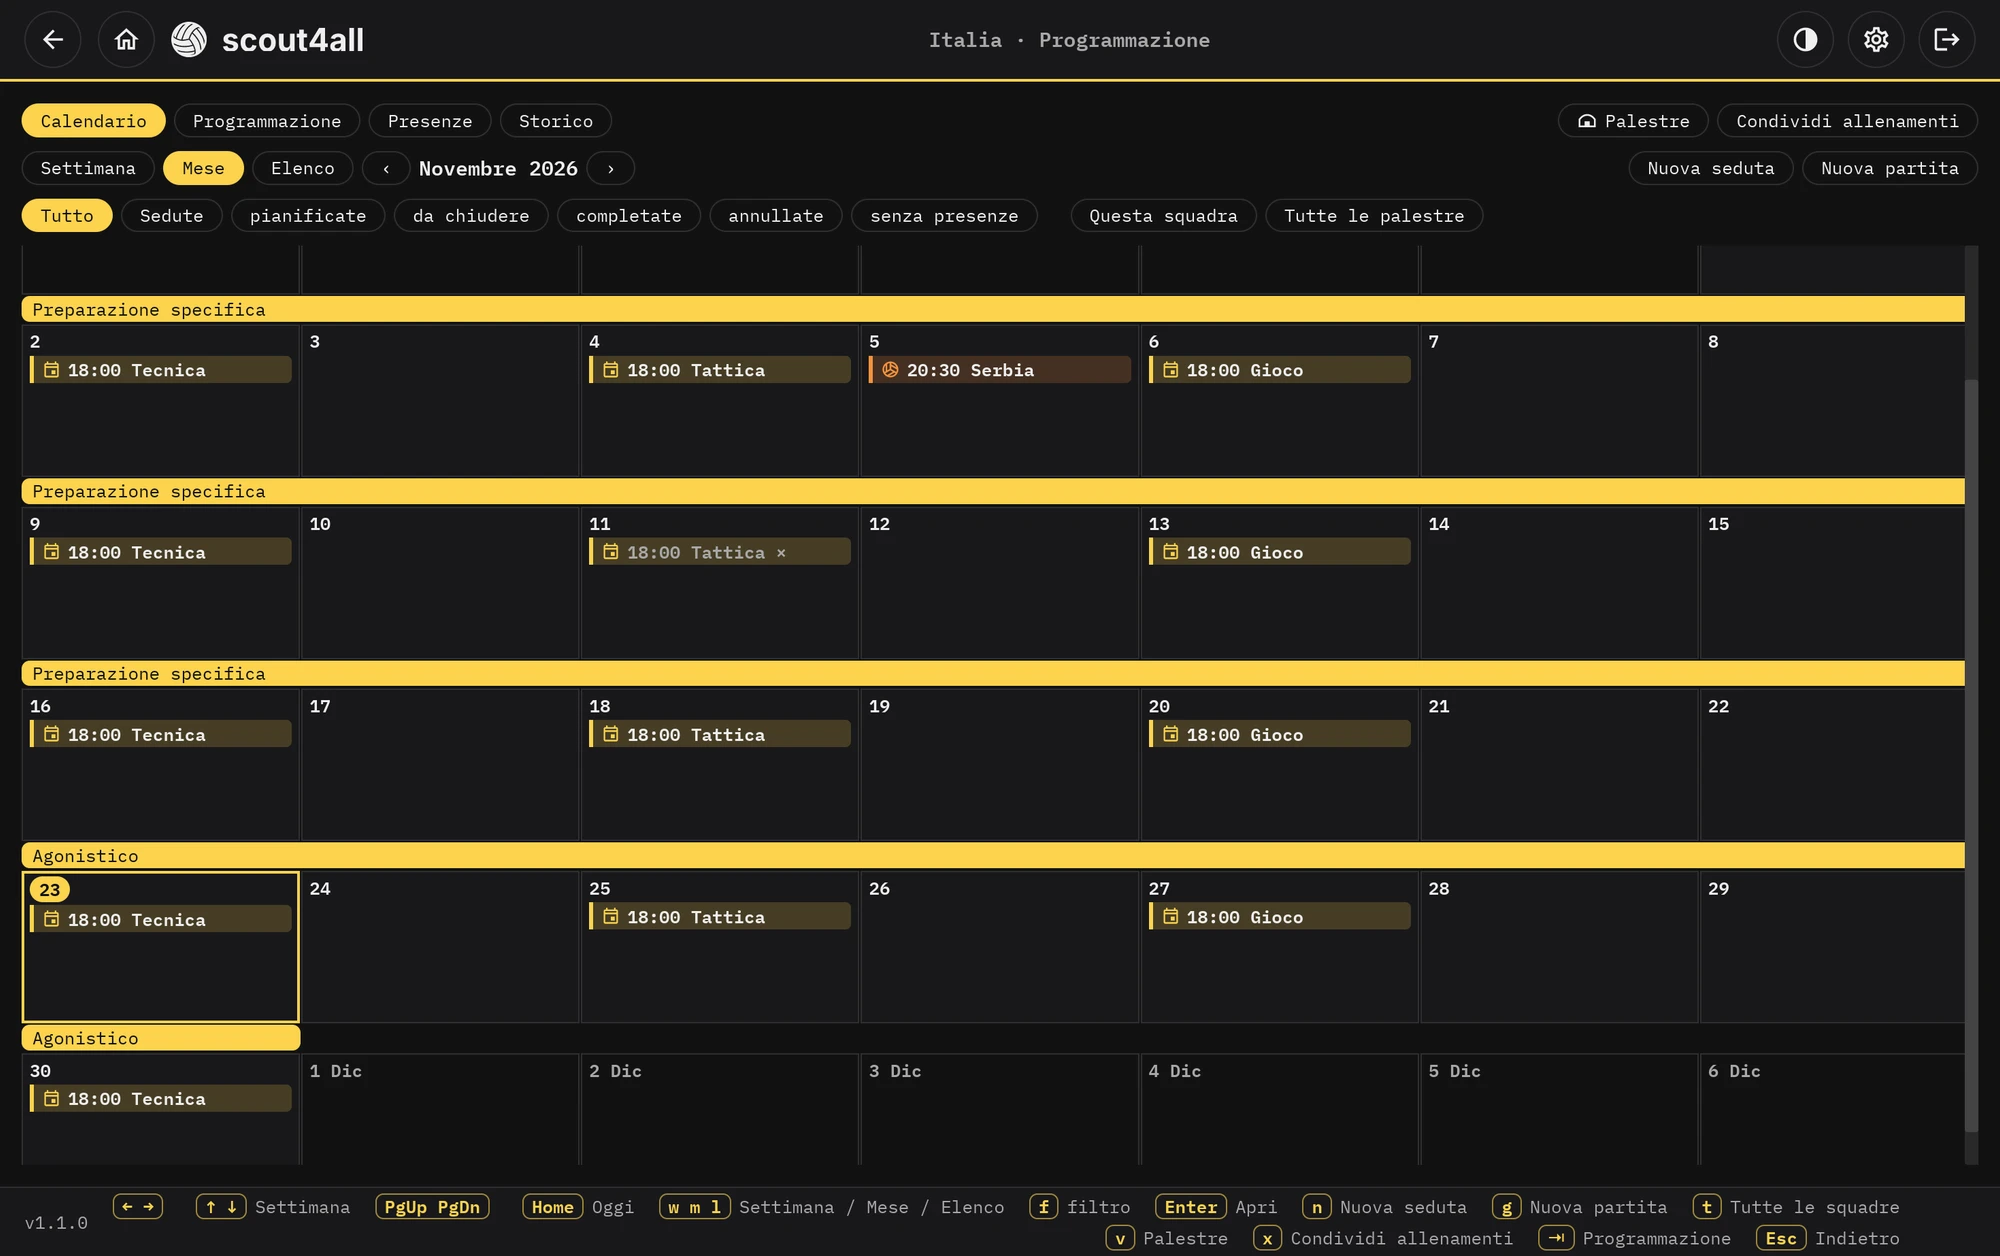 scout4all
Italia · Programmazione
Calendario Programmazione Presenze Storico Palestre Condividi allenamenti
Settimana Mese Elenco ‹ Novembre 2026 › Nuova seduta Nuova partita
Tutto Sedute pianificate da chiudere completate annullate senza presenze Questa squadra Tutte le palestre
Preparazione specifica
2 3 4 5 6 7 8
18:00 Tecnica 18:00 Tattica 20:30 Serbia 18:00 Gioco
Preparazione specifica
9 10 11 12 13 14 15
18:00 Tecnica 18:00 Tattica × 18:00 Gioco
Preparazione specifica
16 17 18 19 20 21 22
18:00 Tecnica 18:00 Tattica 18:00 Gioco
Agonistico
23 24 25 26 27 28 29
18:00 Tecnica 18:00 Tattica 18:00 Gioco
Agonistico
30 1 Dic 2 Dic 3 Dic 4 Dic 5 Dic 6 Dic
18:00 Tecnica
← → ↑ ↓ Settimana PgUp PgDn Home Oggi w m l Settimana / Mese / Elenco f filtro Enter Apri n Nuova seduta g Nuova partita t Tutte le squadre
v1.1.0 v Palestre x Condividi allenamenti ⇥ Programmazione Esc Indietro